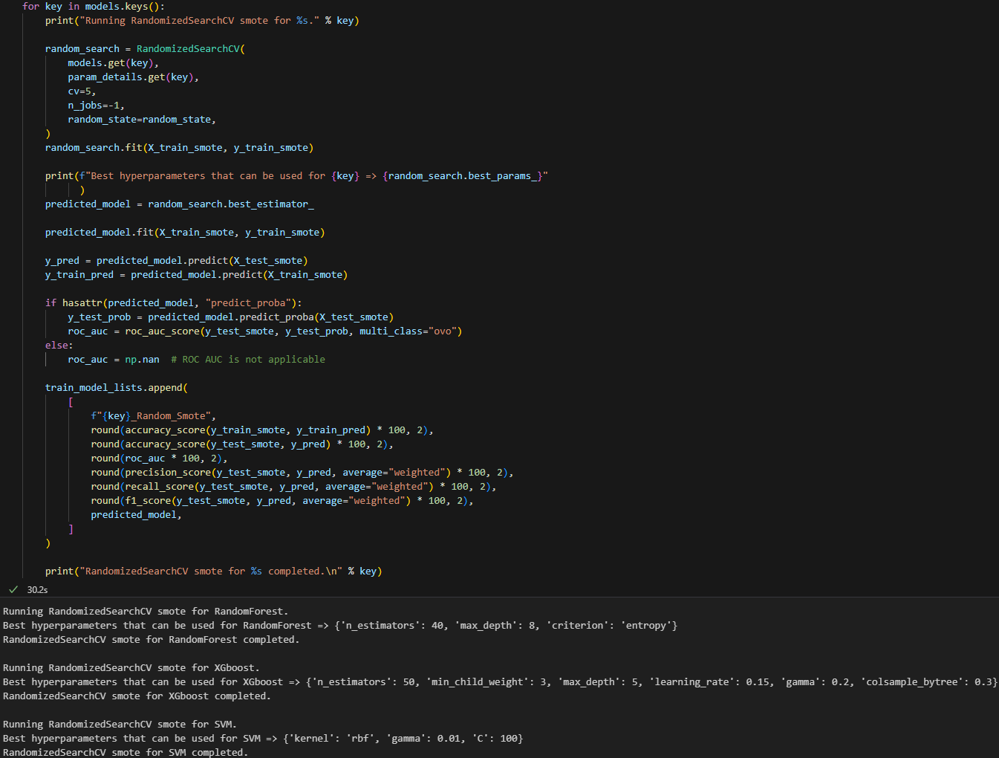 for key in models.keys():
print("Running RandomizedSearchCV smote for %s." % key)
random_search = RandomizedSearchCV(
models.get(key),
param_details.get(key),
cv=5,
n_jobs=-1,
random_state=random_state,
)
random_search.fit(X_train_smote, y_train_smote)
print(f"Best hyperparameters that can be used for {key} => {random_search.best_params_}"
)
predicted_model = random_search.best_estimator_
predicted_model.fit(X_train_smote, y_train_smote)
y_pred = predicted_model.predict(X_test_smote)
y_train_pred = predicted_model.predict(X_train_smote)
if hasattr(predicted_model, "predict_proba"):
y_test_prob = predicted_model.predict_proba(X_test_smote)
roc_auc = roc_auc_score(y_test_smote, y_test_prob, multi_class="ovo")
else:
roc_auc = np.nan  # ROC AUC is not applicable
train_model_lists.append(
[
f"{key}_Random_Smote",
round(accuracy_score(y_train_smote, y_train_pred) * 100, 2),
round(accuracy_score(y_test_smote, y_pred) * 100, 2),
round(roc_auc * 100, 2),
round(precision_score(y_test_smote, y_pred, average="weighted") * 100, 2),
round(recall_score(y_test_smote, y_pred, average="weighted") * 100, 2),
round(f1_score(y_test_smote, y_pred, average="weighted") * 100, 2),
predicted_model,
]
)
print("RandomizedSearchCV smote for %s completed.\n" % key)
30.2s
Running RandomizedSearchCV smote for RandomForest.
Best hyperparameters that can be used for RandomForest => {'n_estimators': 40, 'max_depth': 8, 'criterion': 'entropy'}
RandomizedSearchCV smote for RandomForest completed.
Running RandomizedSearchCV smote for XGboost.
Best hyperparameters that can be used for XGboost => {'n_estimators': 50, 'min_child_weight': 3, 'max_depth': 5, 'learning_rate': 0.15, 'gamma': 0.2, 'colsample_bytree': 0.3}
RandomizedSearchCV smote for XGboost completed.
Running RandomizedSearchCV smote for SVM.
Best hyperparameters that can be used for SVM => {'kernel': 'rbf', 'gamma': 0.01, 'C': 100}
RandomizedSearchCV smote for SVM completed.